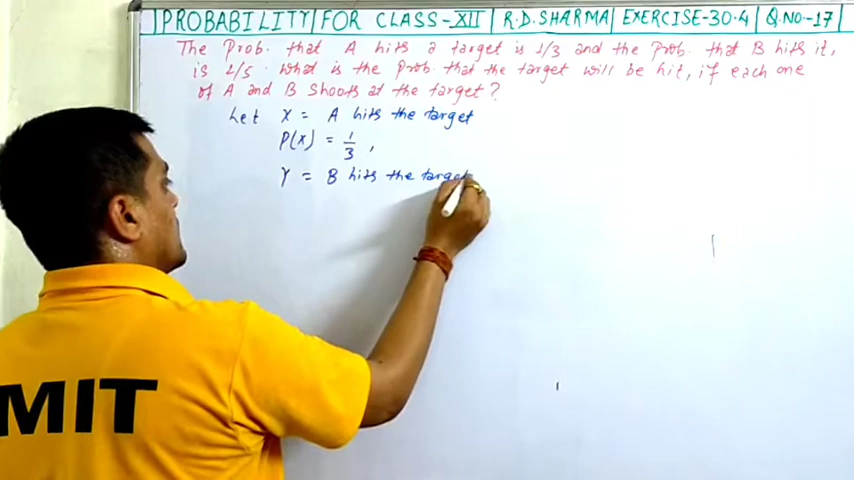 PROBABILITY FOR CLASS-XII R.D.SHARMA EXERCISE-30.4 Q.NO.-17
The Prob. that A hits a target is 1/3 and the prob. that B hits it,
is 2/5. what is the prob. that the target will be hit, if each one
of A and B shoots at the target?
Let X = A hits the target
P(X) = 1/3 ,
Y = B hits the target
MIT